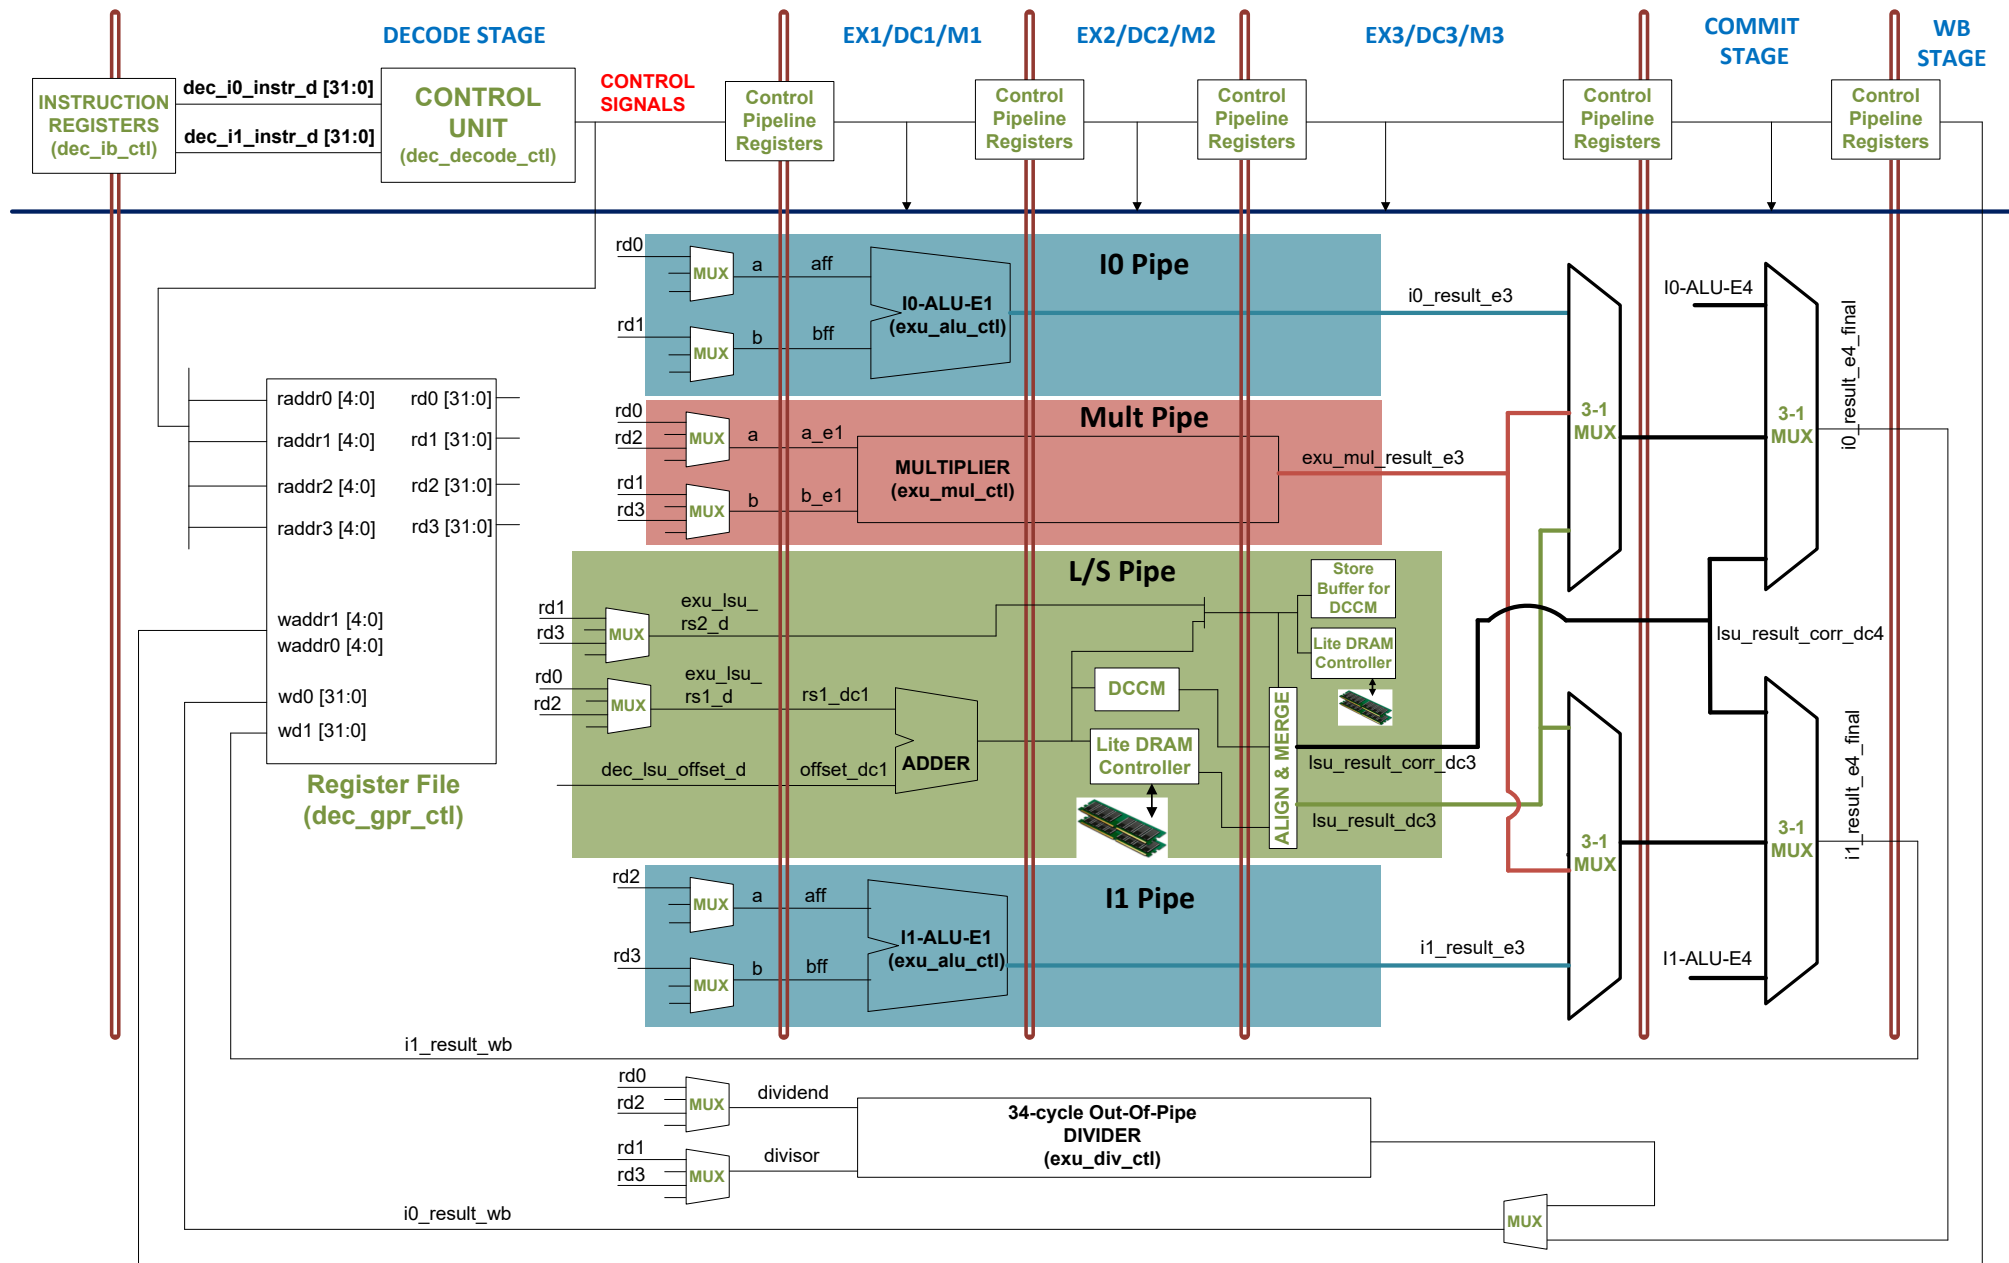 DECODE STAGE
EX1/DC1/M1
EX2/DC2/M2
EX3/DC3/M3
COMMIT
STAGE
WB
STAGE
INSTRUCTION
REGISTERS
(dec_ib_ctl)
dec_i0_instr_d [31:0]
dec_i1_instr_d [31:0]
CONTROL
UNIT
(dec_decode_ctl)
CONTROL
SIGNALS
Control
Pipeline
Registers
Control
Pipeline
Registers
Control
Pipeline
Registers
Control
Pipeline
Registers
Control
Pipeline
Registers
I0 Pipe
rd0
MUX
a
aff
rd1
MUX
b
bff
I0-ALU-E1
(exu_alu_ctl)
i0_result_e3
I0-ALU-E4
3-1
MUX
3-1
MUX
i0_result_e4_final
raddr0 [4:0]
raddr1 [4:0]
raddr2 [4:0]
raddr3 [4:0]
rd0 [31:0]
rd1 [31:0]
rd2 [31:0]
rd3 [31:0]
waddr1 [4:0]
waddr0 [4:0]
wd0 [31:0]
wd1 [31:0]
Register File
(dec_gpr_ctl)
Mult Pipe
rd0
rd2
MUX
a
a_e1
rd1
rd3
MUX
b
b_e1
MULTIPLIER
(exu_mul_ctl)
exu_mul_result_e3
L/S Pipe
rd1
rd3
MUX
exu_lsu_
rs2_d
rd0
rd2
MUX
exu_lsu_
rs1_d
rs1_dc1
dec_lsu_offset_d
offset_dc1
ADDER
DCCM
Lite DRAM
Controller
Store
Buffer for
DCCM
Lite DRAM
Controller
ALIGN & MERGE
lsu_result_corr_dc3
lsu_result_dc3
lsu_result_corr_dc4
I1 Pipe
rd2
MUX
a
aff
rd3
MUX
b
bff
I1-ALU-E1
(exu_alu_ctl)
i1_result_e3
3-1
MUX
3-1
MUX
I1-ALU-E4
i1_result_e4_final
i1_result_wb
rd0
rd2
MUX
dividend
rd1
rd3
MUX
divisor
34-cycle Out-Of-Pipe
DIVIDER
(exu_div_ctl)
i0_result_wb
MUX